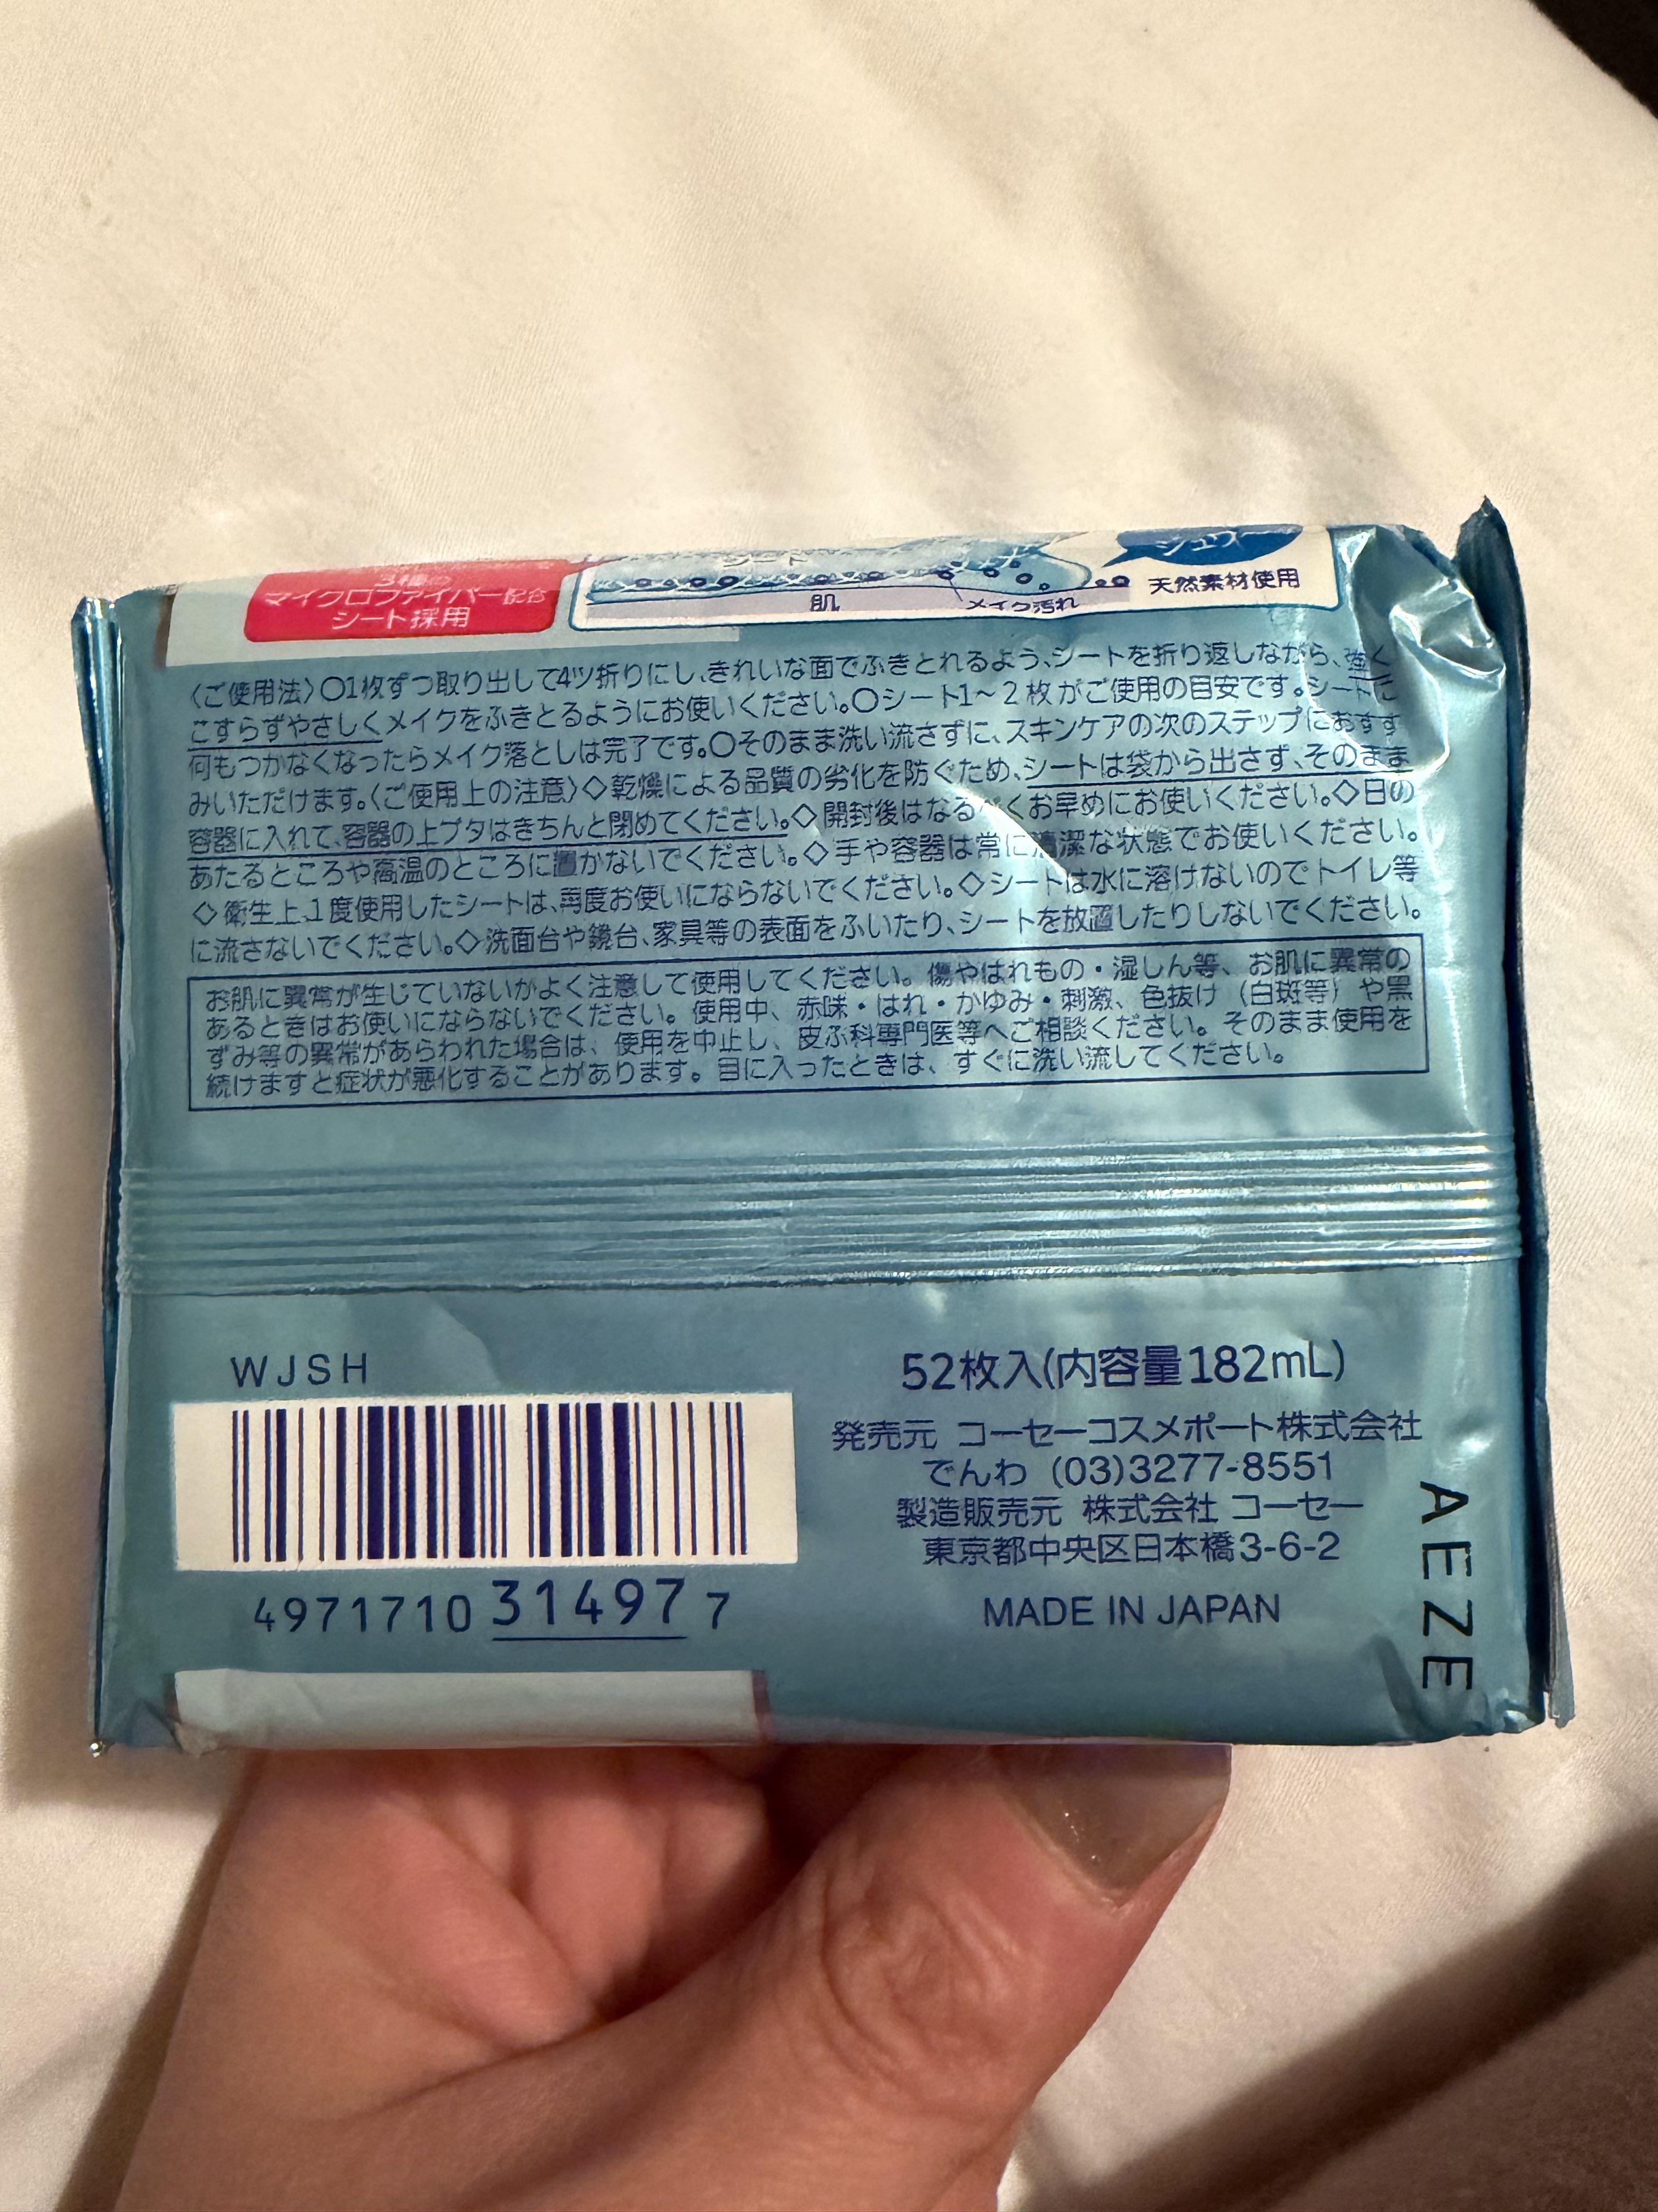 3種の
マイクロファイバー配合
シート採用
シート
肌
メイク汚れ
シュワー
天然素材使用
〈ご使用法〉○1枚ずつ取り出して4ツ折りにし、きれいな面でふきとれるよう、シートを折り返しながら、強く
こすらずやさしくメイクをふきとるようにお使いください。○シート1〜2枚がご使用の目安です。シートに
何もつかなくなったらメイク落としは完了です。○そのまま洗い流さずに、スキンケアの次のステップにおすす
みいただけます。〈ご使用上の注意〉◇乾燥による品質の劣化を防ぐため、シートは袋から出さず、そのまま
容器に入れて、容器の上ブタはきちんと閉めてください。◇開封後はなるべくお早めにお使いください。◇日の
あたるところや高温のところに置かないでください。◇手や容器は常に清潔な状態でお使いください。
◇衛生上、1度使用したシートは、再度お使いにならないでください。◇シートは水に溶けないのでトイレ等
に流さないでください。◇洗面台や鏡台、家具等の表面をふいたり、シートを放置したりしないでください。
お肌に異常が生じていないかよく注意して使用してください。傷やはれもの・湿しん等、お肌に異常の
あるときはお使いにならないでください。使用中、赤味・はれ・かゆみ・刺激、色抜け（白斑等）や黒
ずみ等の異常があらわれた場合は、使用を中止し、皮ふ科専門医等へご相談ください。そのまま使用を
続けますと症状が悪化することがあります。目に入ったときは、すぐに洗い流してください。
WJSH
4971710 31497 7
52枚入(内容量182mL)
発売元 コーセーコスメポート株式会社
でんわ (03)3277-8551
製造販売元 株式会社 コーセー
東京都中央区日本橋3-6-2
MADE IN JAPAN
AEZE